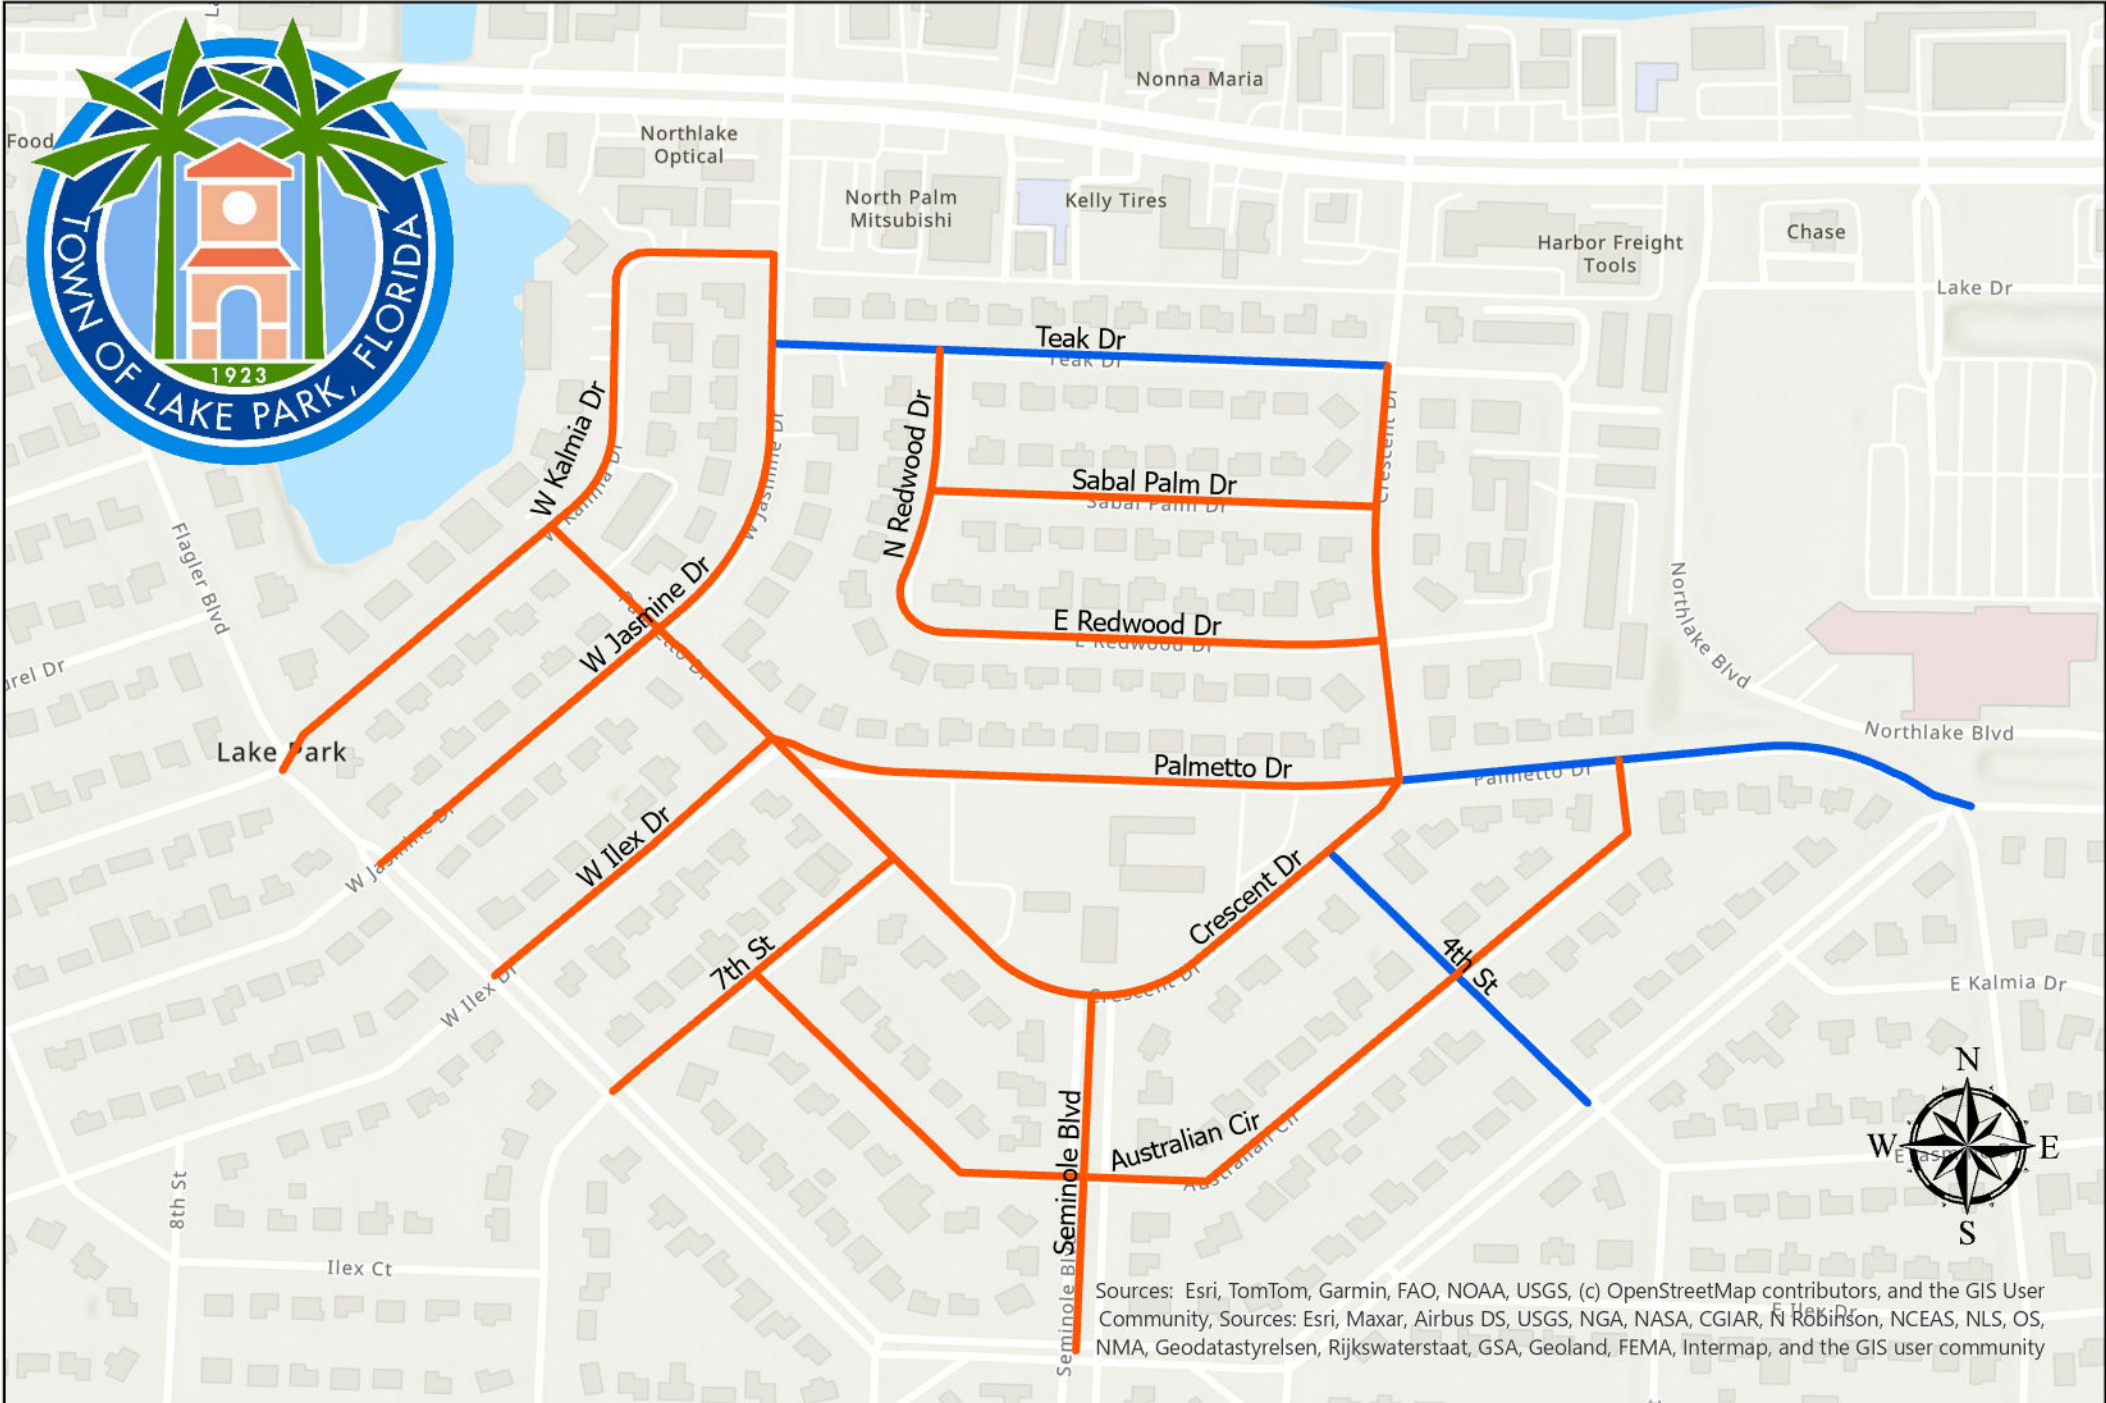 Nonna Maria
Food
Northlake
Optical
North Palm
Mitsubishi
Kelly Tires
Harbor Freight
Tools
Chase
Lake Dr
TOWN OF LAKE PARK, FLORIDA
1923
Teak Dr
Teak Dr
W Kalmia Dr
W Kalmia Dr
N Redwood Dr
W Jasmine Dr
Crescent Dr
Sabal Palm Dr
Sabal Palm Dr
Flagler Blvd
W Jasmine Dr
Palmetto Dr
E Redwood Dr
E Redwood Dr
Northlake Blvd
Northlake Blvd
Lake Park
Palmetto Dr
Palmetto Dr
W Jasmine Dr
W Ilex Dr
W Ilex Dr
7th St
Crescent Dr
Crescent Dr
4th St
E Kalmia Dr
Seminole Blvd
Seminole Blvd
Australian Cir
Australian Cir
N
W
E
S
8th St
Ilex Ct
E Ilex Dr
Sources: Esri, TomTom, Garmin, FAO, NOAA, USGS, (c) OpenStreetMap contributors, and the GIS User
Community, Sources: Esri, Maxar, Airbus DS, USGS, NGA, NASA, CGIAR, N Robinson, NCEAS, NLS, OS,
NMA, Geodatastyrelsen, Rijkswaterstaat, GSA, Geoland, FEMA, Intermap, and the GIS user community